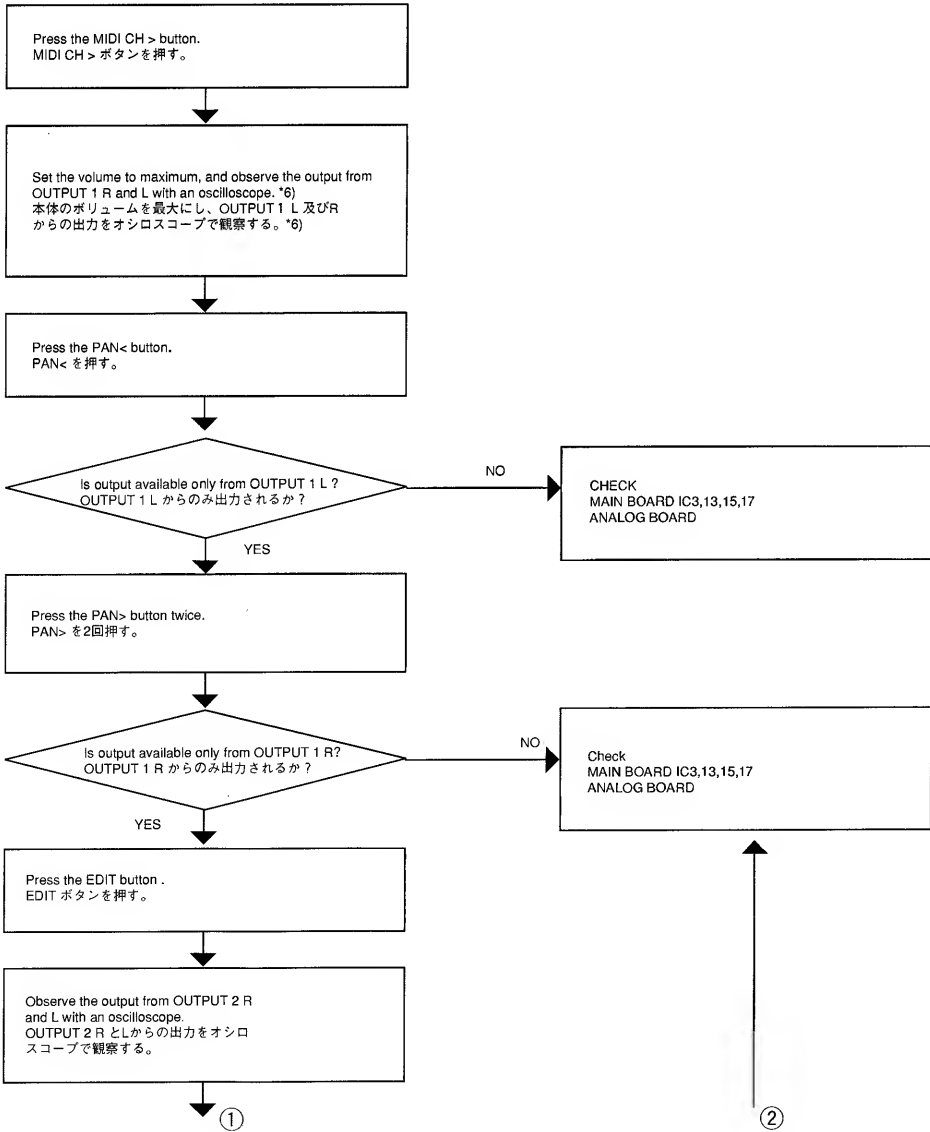 Press the MIDI CH > button.
MIDI CH > ボタンを押す。
Set the volume to maximum, and observe the output from
OUTPUT 1 R and L with an oscilloscope. *6)
本体のボリュームを最大にし、OUTPUT 1 L 及びR
からの出力をオシロスコープで観察する。*6)
Press the PAN< button.
PAN< を押す。
Is output available only from OUTPUT 1 L ?
OUTPUT 1 L からのみ出力されるか?
NO
CHECK
MAIN BOARD IC3,13,15,17
ANALOG BOARD
YES
Press the PAN> button twice.
PAN> を2回押す。
Is output available only from OUTPUT 1 R?
OUTPUT 1 R からのみ出力されるか?
NO
Check
MAIN BOARD IC3,13,15,17
ANALOG BOARD
YES
Press the EDIT button .
EDIT ボタンを押す。
Observe the output from OUTPUT 2 R
and L with an oscilloscope.
OUTPUT 2 R とLからの出力をオシロ
スコープで観察する。
①
②